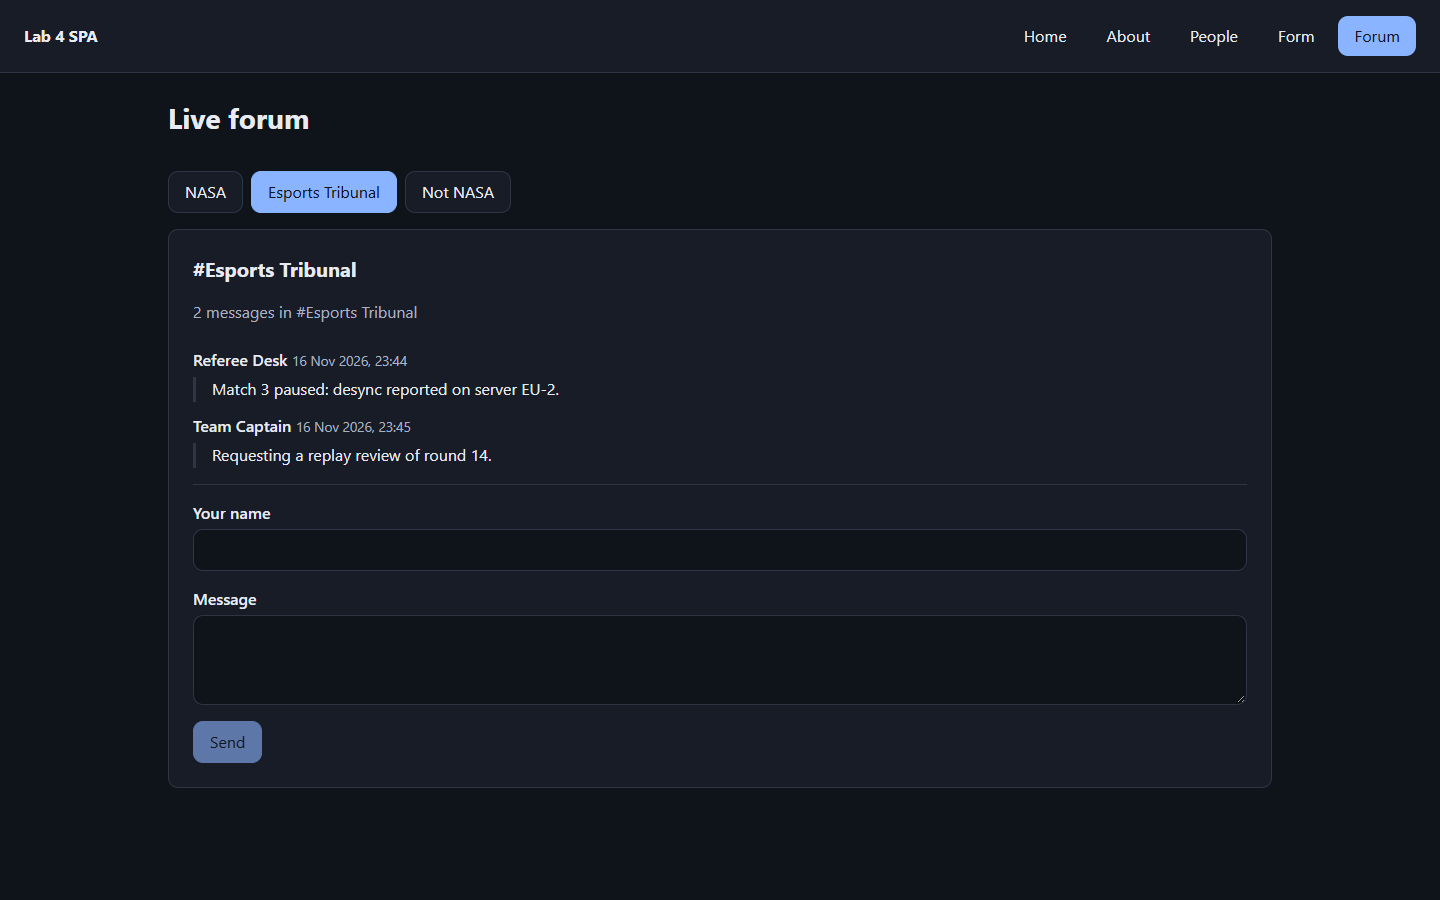 Lab 4 SPA
Home About People Form Forum
Live forum
NASA Esports Tribunal Not NASA
#Esports Tribunal
2 messages in #Esports Tribunal
Referee Desk 16 Nov 2026, 23:44
Match 3 paused: desync reported on server EU-2.
Team Captain 16 Nov 2026, 23:45
Requesting a replay review of round 14.
Your name
Message
Send